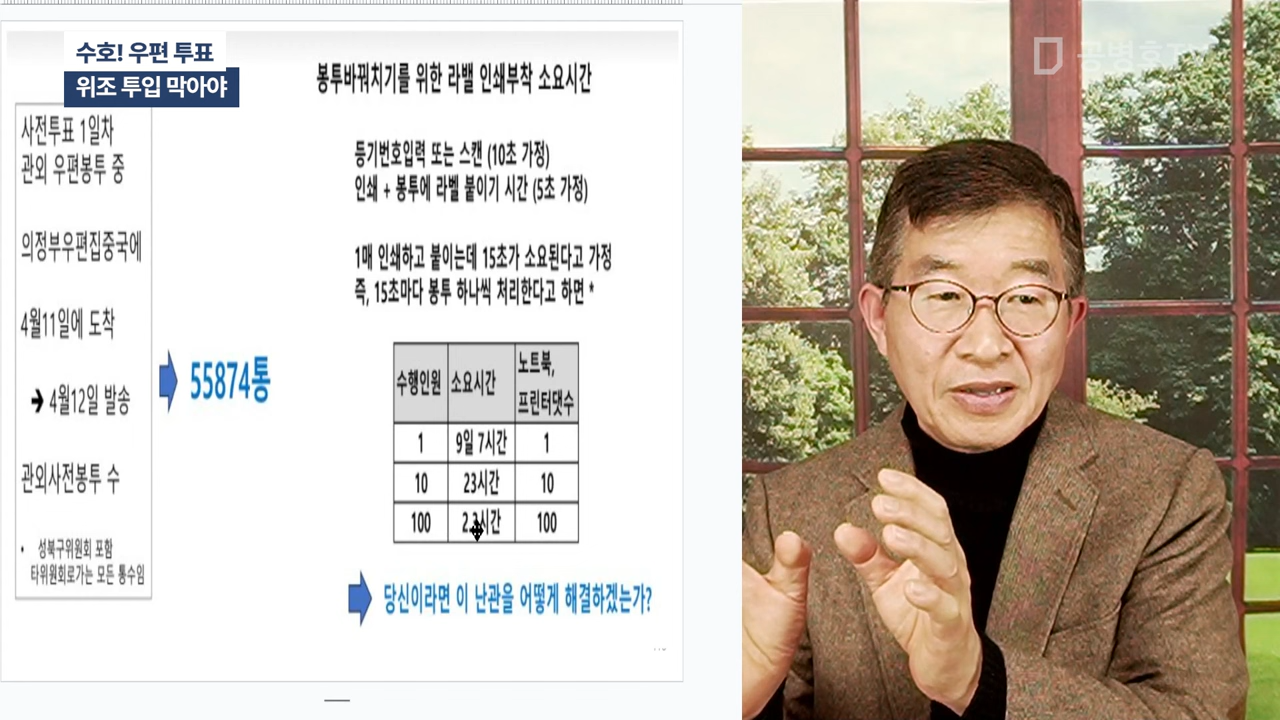 수호! 우편 투표
위조 투입 막아야
봉투바꿔치기를 위한 라밸 인쇄부착 소요시간
사전투표 1일차
관외 우편봉투 중
의정부우편집중국에
4월11일에 도착
➔ 4월12일 발송
관외사전봉투 수
• 성북구위원회 포함
타위원회로가는 모든 통수임
55874통
등기번호입력 또는 스캔 (10초 가정)
인쇄 + 봉투에 라벨 붙이기 시간 (5초 가정)
1매 인쇄하고 붙이는데 15초가 소요된다고 가정
즉, 15초마다 봉투 하나씩 처리한다고 하면 *
수행인원 소요시간 노트북,
프린터댓수
1 9일 7시간 1
10 23시간 10
100 2.3시간 100
당신이라면 이 난관을 어떻게 해결하겠는가?
공병호TV